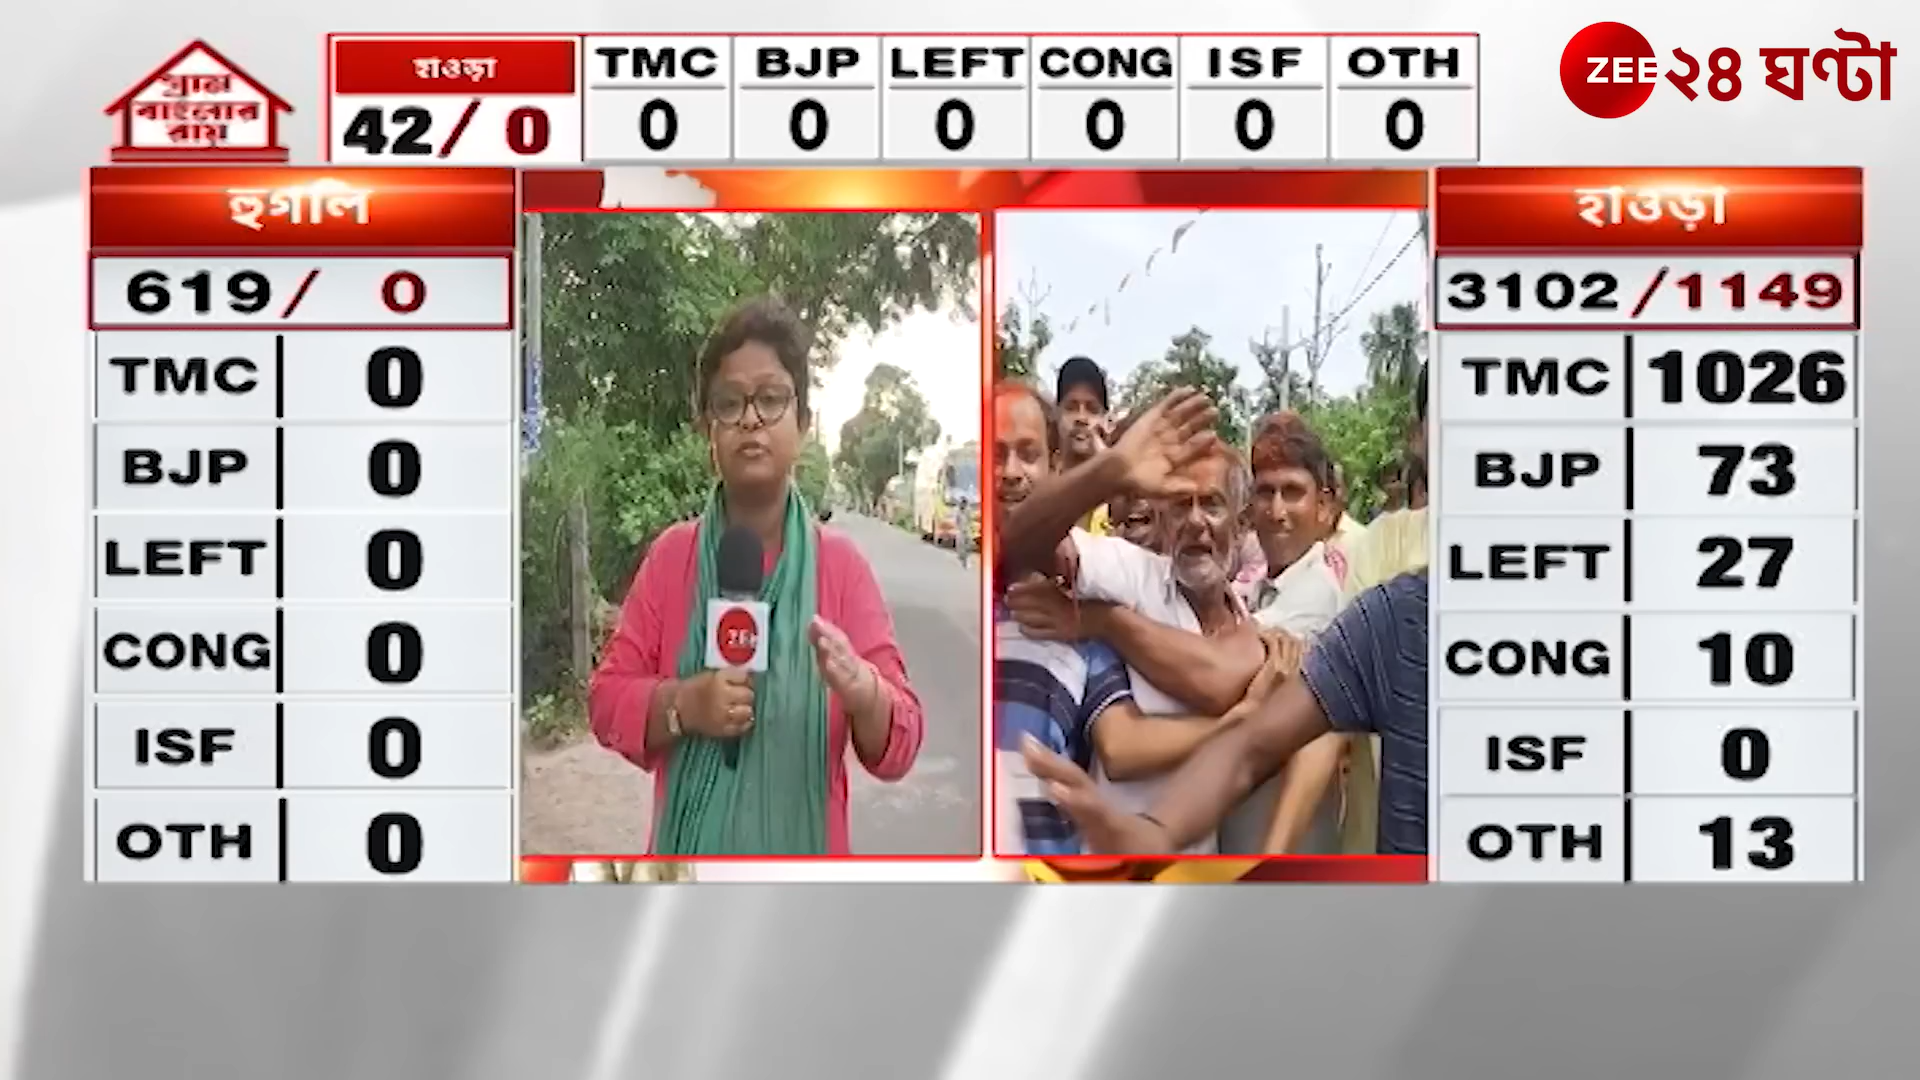 গ্রাম
বাংলার
রায়
হাওড়া
42/ 0
TMC BJP LEFT CONG ISF OTH
0 0 0 0 0 0
ZEE ২৪ ঘণ্টা
হুগলি
619/ 0
TMC 0
BJP 0
LEFT 0
CONG 0
ISF 0
OTH 0
ZEE
হাওড়া
3102/1149
TMC 1026
BJP 73
LEFT 27
CONG 10
ISF 0
OTH 13